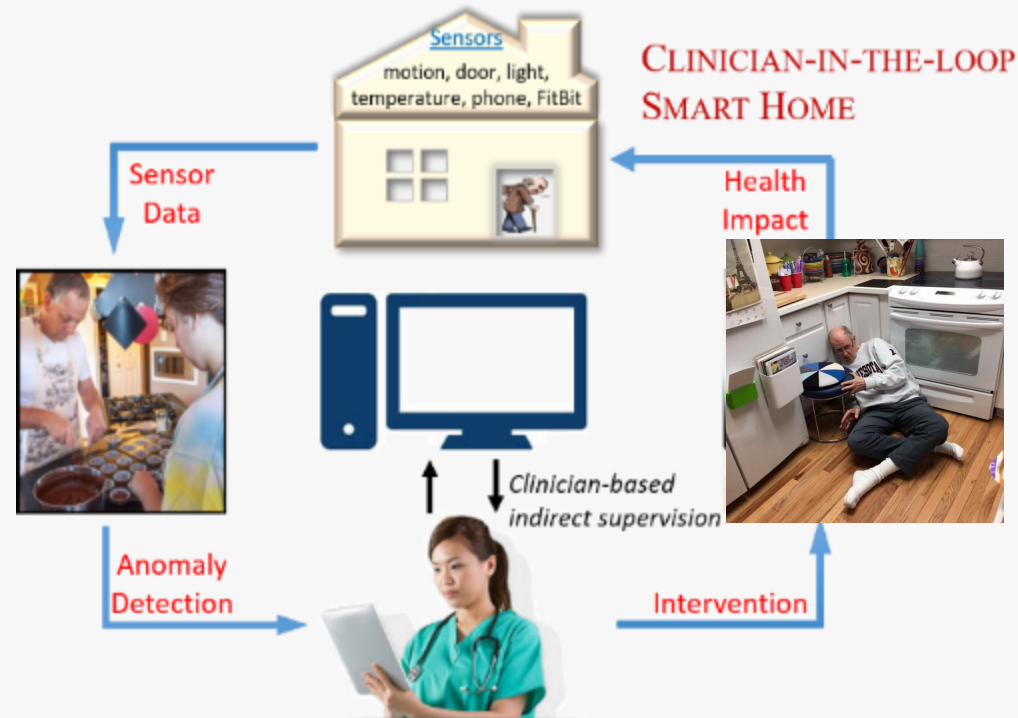 Sensors
motion, door, light,
temperature, phone, FitBit
CLINICIAN-IN-THE-LOOP
SMART HOME
Sensor
Data
Health
Impact
Clinician-based
indirect supervision
Anomaly
Detection
Intervention